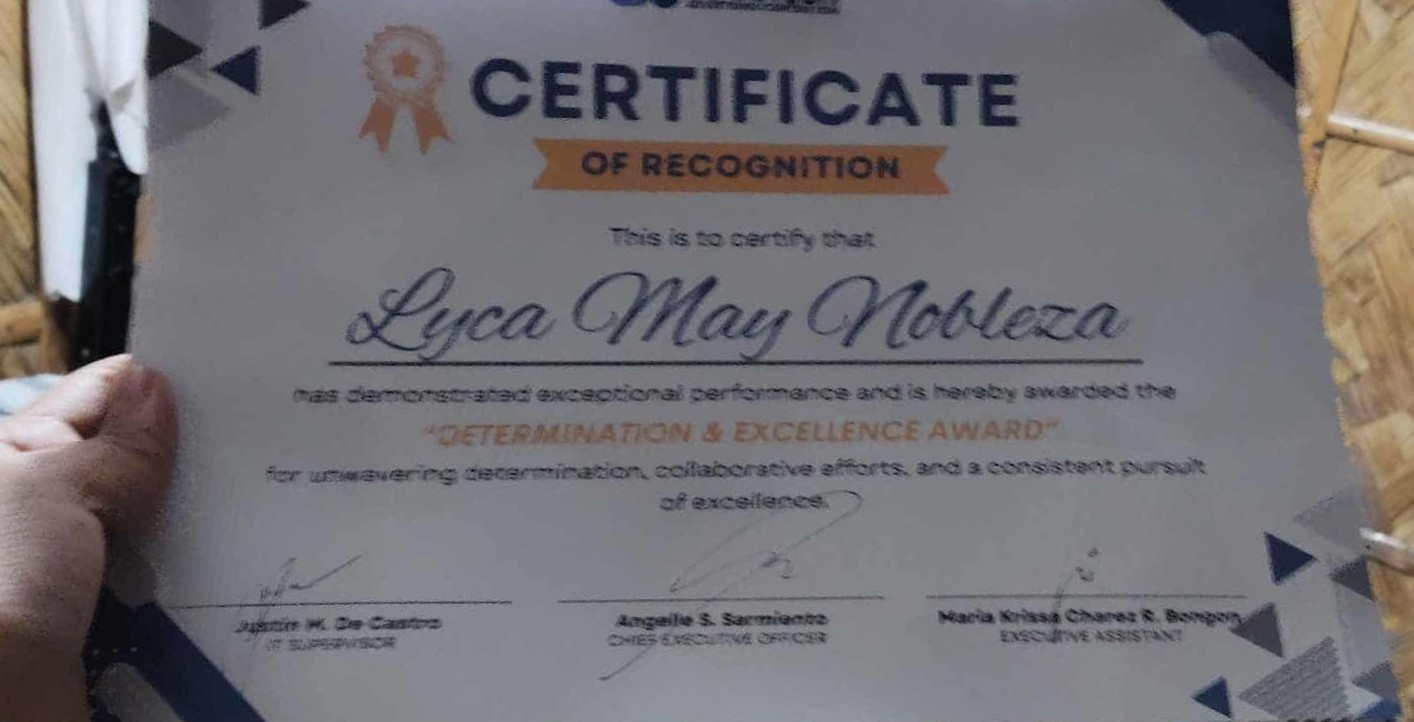 CERTIFICATE
OF RECOGNITION
This is to certify that
Lyca May Nobleza
has demonstrated exceptional performance and is hereby awarded the
"DETERMINATION & EXCELLENCE AWARD"
for unwavering determination, collaborative efforts, and a consistent pursuit
of excellence.
Justin M. De Castro
IT SUPERVISOR
Angelie S. Sarmiento
CHIEF EXECUTIVE OFFICER
Maria Krissa Charez R. Bongon
EXECUTIVE ASSISTANT